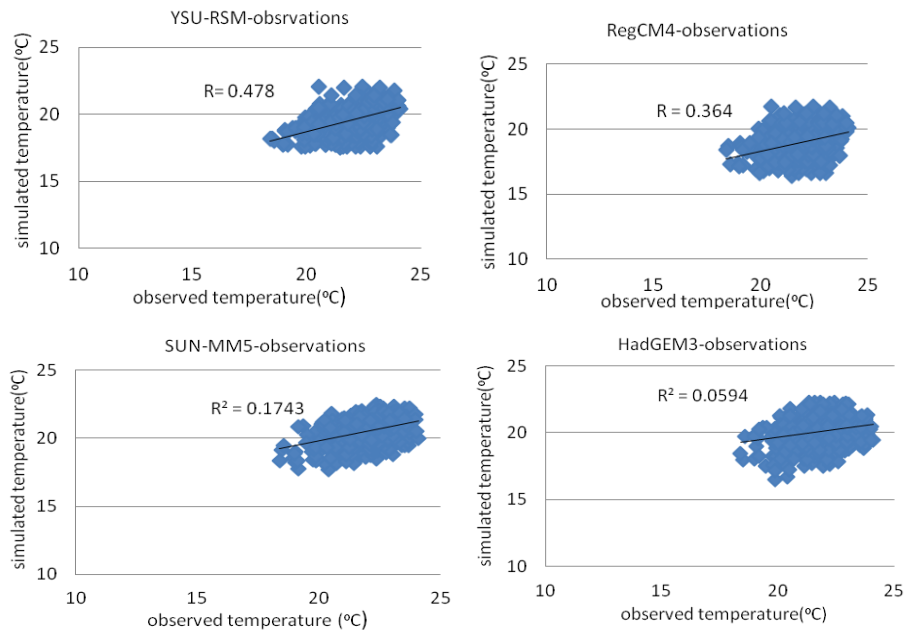 YSU-RSM-obsrvations
simulated temperature(ºC)
25
20
15
10
R= 0.478
10
15
20
25
observed temperature(ºC)
RegCM4-observations
simulated temperature(ºC)
25
20
15
10
R = 0.364
10
15
20
25
observed temperature(ºC)
SUN-MM5-observations
simulated temperature(ºC)
25
20
15
10
R² = 0.1743
10
15
20
25
observed temperature (ºC)
HadGEM3-observations
simulated temperature(ºC)
25
20
15
10
R² = 0.0594
10
15
20
25
observed temperature(ºC)